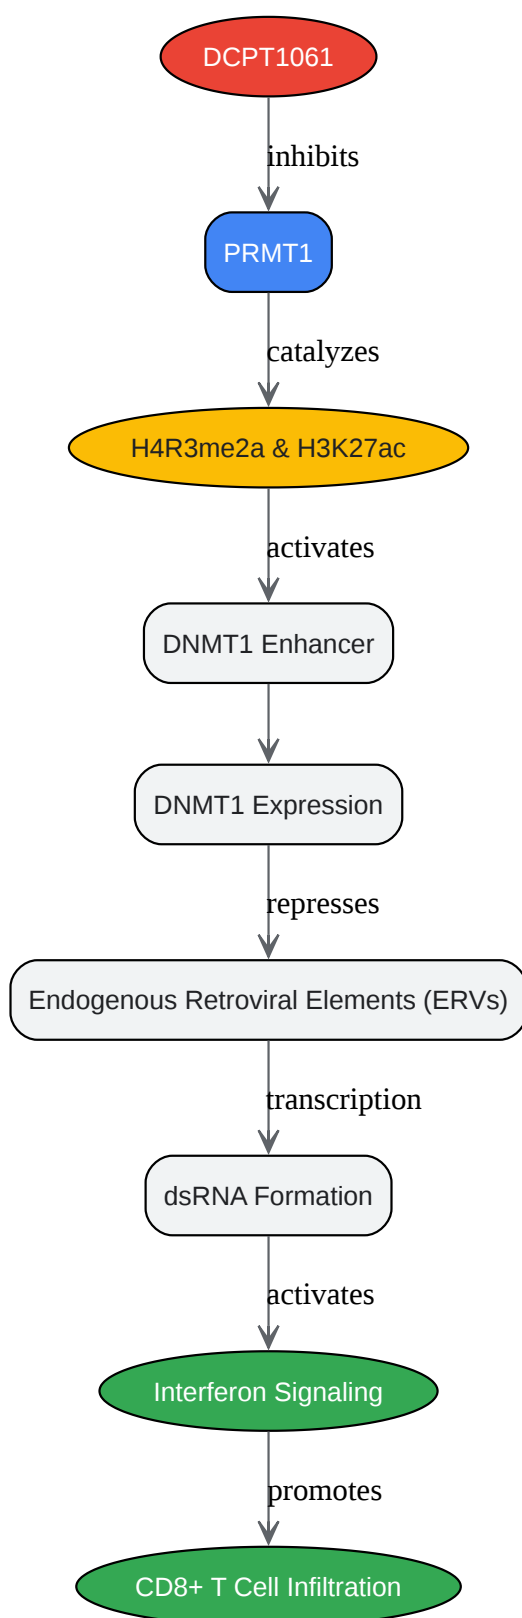 DCPT1061
inhibits
PRMT1
catalyzes
H4R3me2a & H3K27ac
activates
DNMT1 Enhancer
DNMT1 Expression
represses
Endogenous Retroviral Elements (ERVs)
transcription
dsRNA Formation
activates
Interferon Signaling
promotes
CD8+ T Cell Infiltration